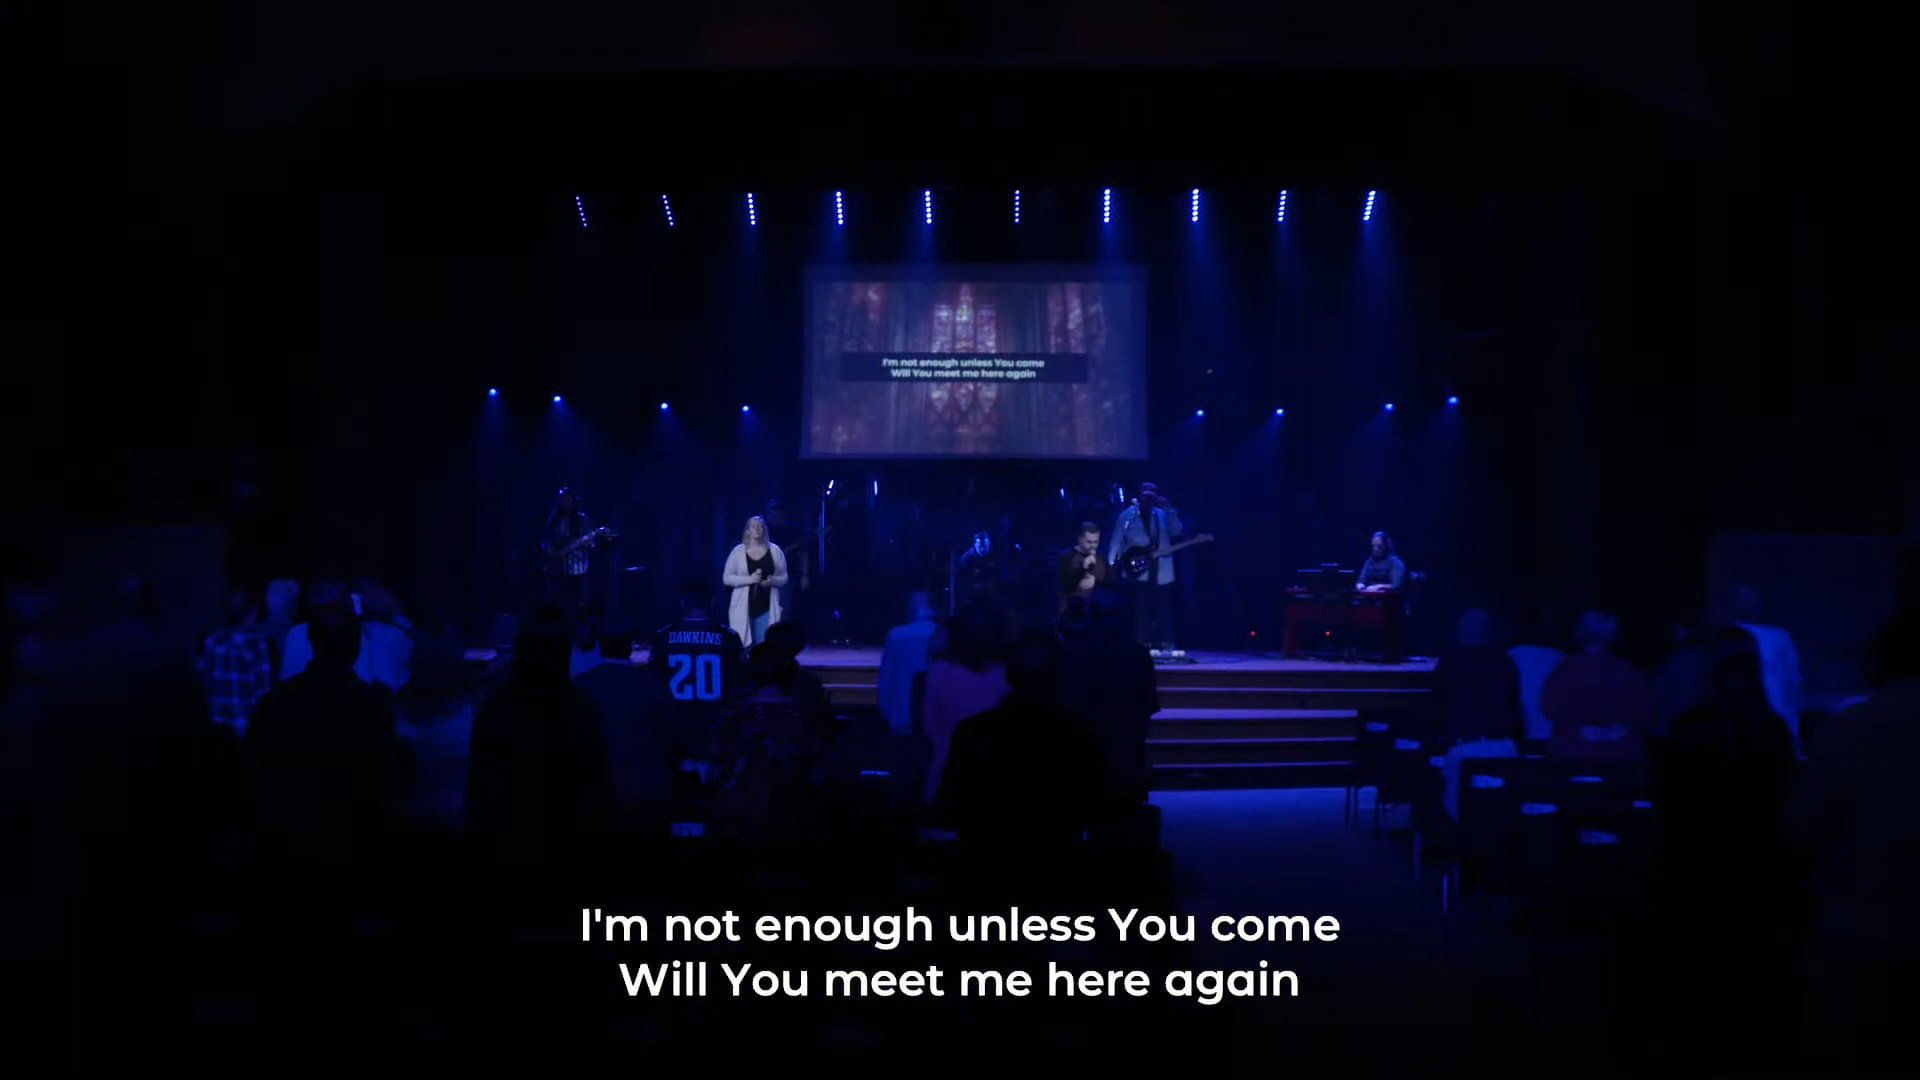 I'm not enough unless You come
Will You meet me here again
DAWKINS
20
I'm not enough unless You come
Will You meet me here again